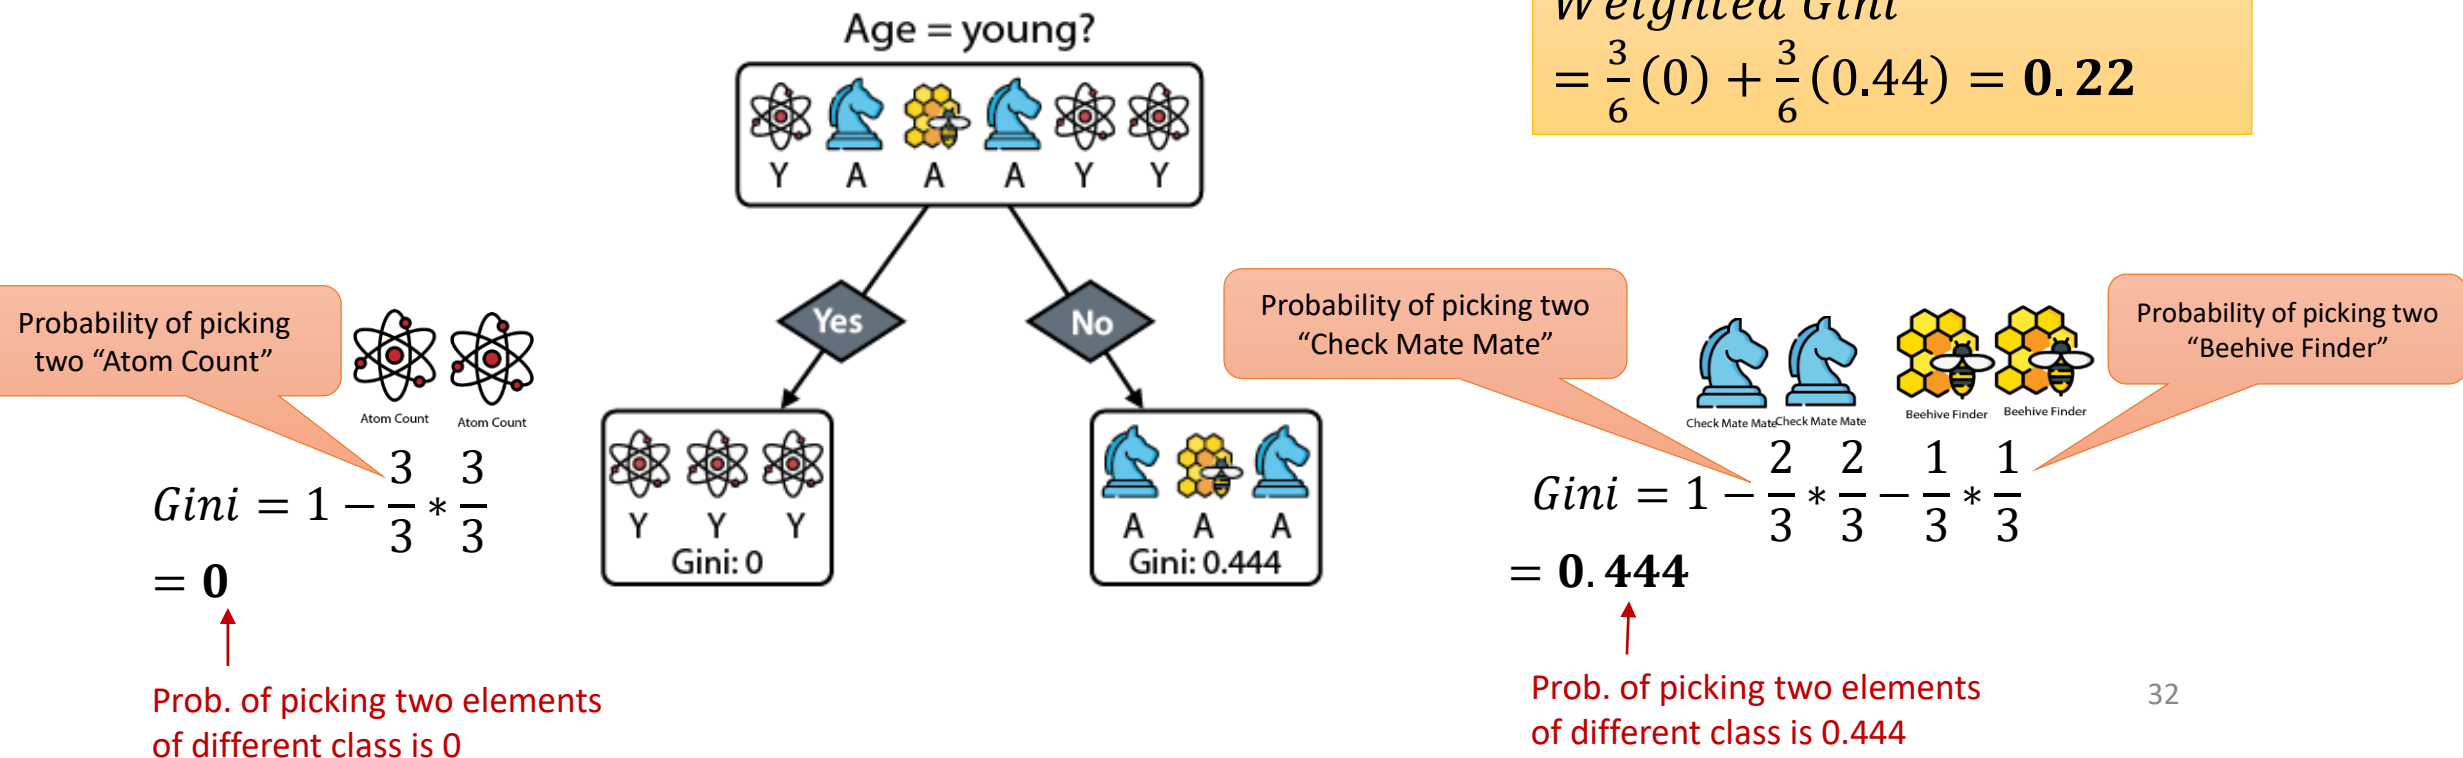 Weighted Gini
= 3/6 (0) + 3/6 (0.44) = 0.22
Age = young?
Y A A A Y Y
Yes
No
Probability of picking
two “Atom Count”
Atom Count Atom Count
Gini = 1 − 3/3 * 3/3
= 0
Prob. of picking two elements
of different class is 0
Y Y Y
Gini: 0
A A A
Gini: 0.444
Probability of picking two
“Check Mate Mate”
Check Mate Mate Check Mate Mate
Beehive Finder Beehive Finder
Probability of picking two
“Beehive Finder”
Gini = 1 − 2/3 * 2/3 − 1/3 * 1/3
= 0.444
Prob. of picking two elements
of different class is 0.444
32